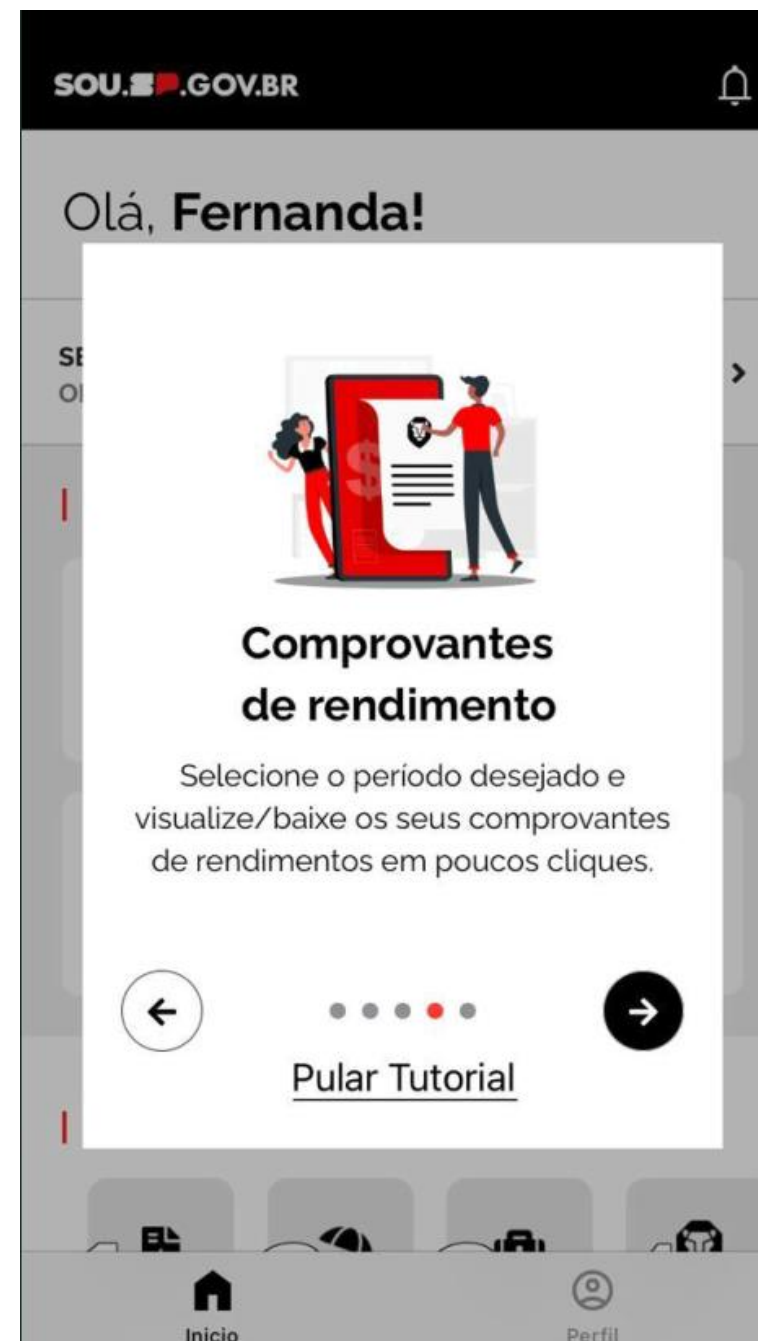 SOU.SP.GOV.BR
Olá, Fernanda!
Comprovantes
de rendimento
Selecione o período desejado e
visualize/baixe os seus comprovantes
de rendimentos em poucos cliques.
Pular Tutorial
Inicio
Perfil